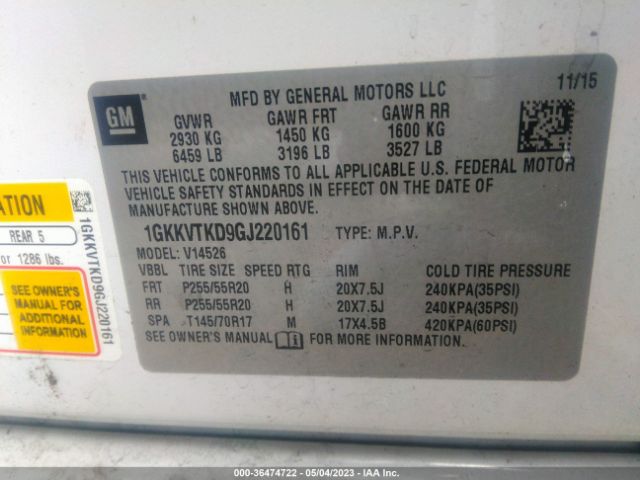 GM
MFD BY GENERAL MOTORS LLC
11/15
GVWR GAWR FRT GAWR RR
2930 KG 1450 KG 1600 KG
6459 LB 3196 LB 3527 LB
THIS VEHICLE CONFORMS TO ALL APPLICABLE U.S. FEDERAL MOTOR
VEHICLE SAFETY STANDARDS IN EFFECT ON THE DATE OF
MANUFACTURE SHOWN ABOVE.
1GKKVTKD9GJ220161 TYPE: M.P.V.
MODEL: V14526
VBBL TIRE SIZE SPEED RTG RIM COLD TIRE PRESSURE
FRT P255/55R20 H 20X7.5J 240KPA(35PSI)
RR P255/55R20 H 20X7.5J 240KPA(35PSI)
SPA T145/70R17 M 17X4.5B 420KPA(60PSI)
SEE OWNER'S MANUAL i FOR MORE INFORMATION.
ATION
REAR 5
or 1286 lbs.
SEE OWNER'S
MANUAL FOR
ADDITIONAL
INFORMATION
1GKKVTKD9GJ220161
000-36474722 - 05/04/2023 - IAA Inc.